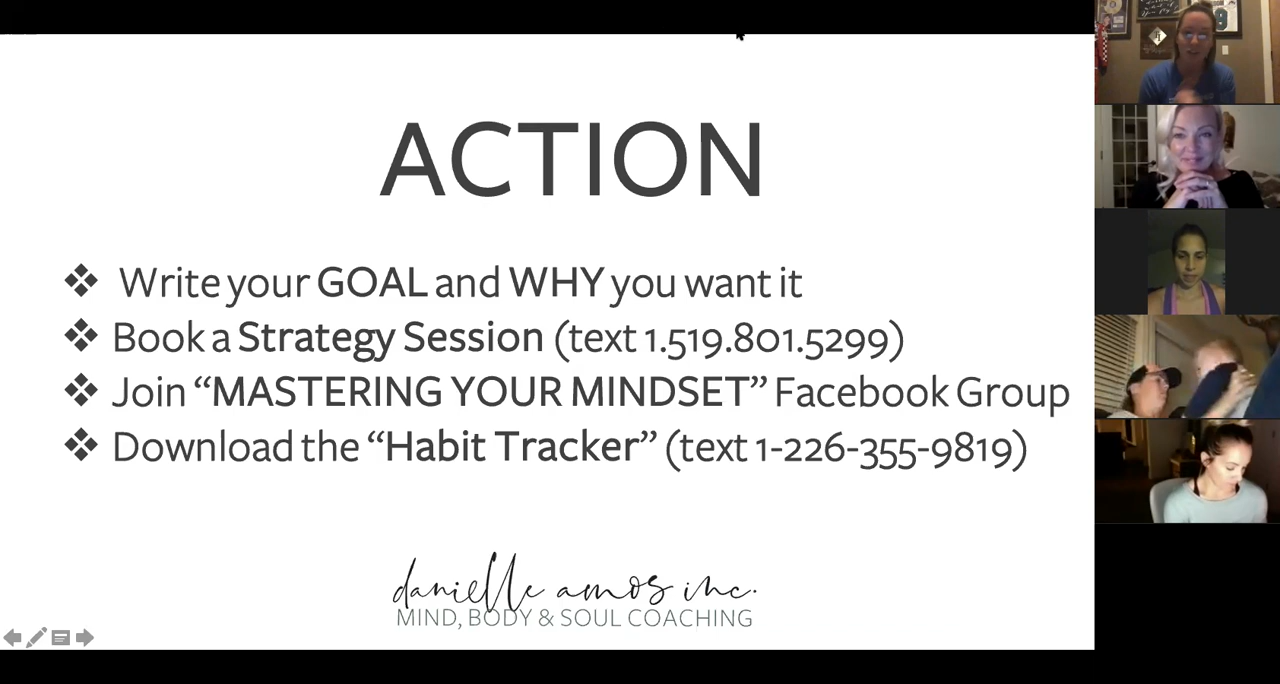 ACTION
❖ Write your GOAL and WHY you want it
❖ Book a Strategy Session (text 1.519.801.5299)
❖ Join “MASTERING YOUR MINDSET” Facebook Group
❖ Download the “Habit Tracker” (text 1-226-355-9819)
danielle amos inc.
MIND, BODY & SOUL COACHING